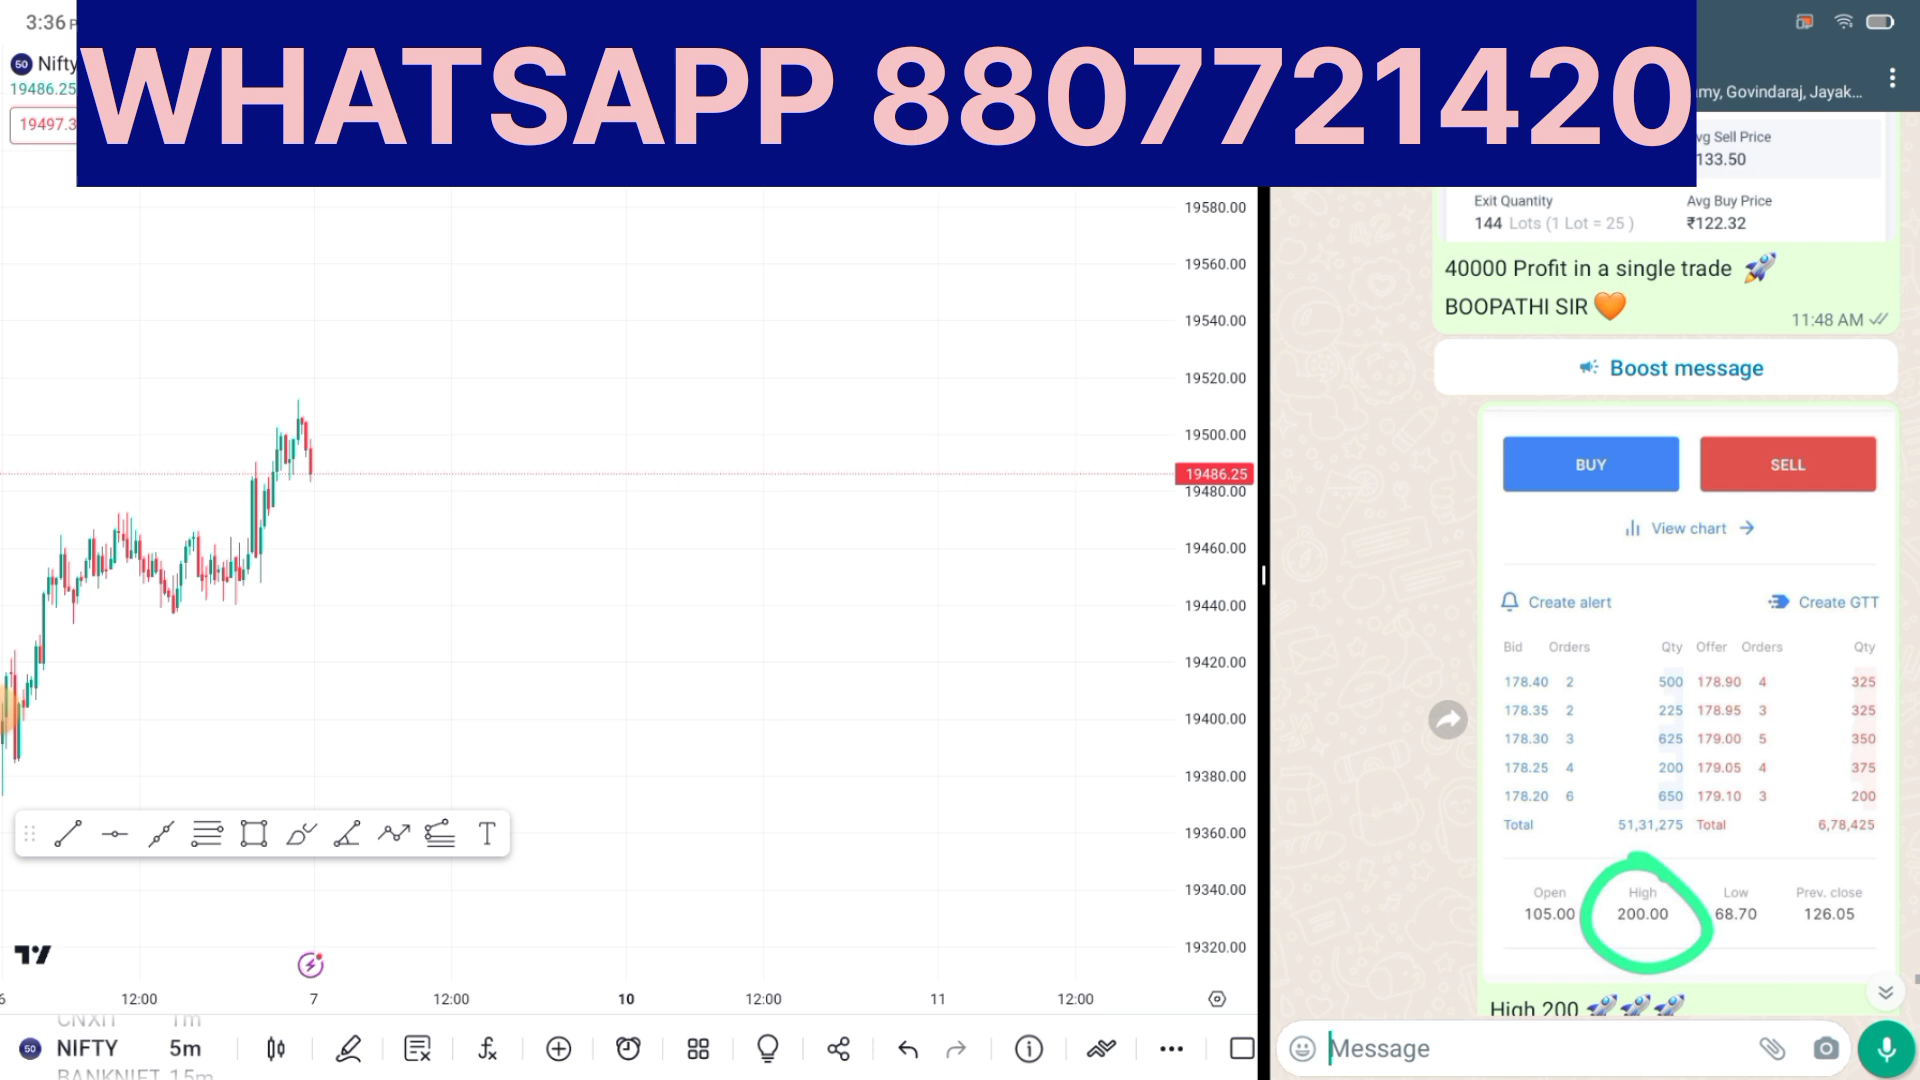 WHATSAPP 8807721420
3:36
Nifty
19486.25
19497.3
my, Govindaraj, Jayak...
vg Sell Price
133.50
Exit Quantity
Avg Buy Price
144 Lots (1 Lot = 25 )
₹122.32
40000 Profit in a single trade 🚀
BOOPATHI SIR 🧡
11:48 AM
Boost message
BUY
SELL
View chart
Create alert
Create GTT
Bid Orders Qty Offer Orders Qty
178.40 2 500 178.90 4 325
178.35 2 225 178.95 3 325
178.30 3 625 179.00 5 350
178.25 4 200 179.05 4 375
178.20 6 650 179.10 3 200
Total 51,31,275 Total 6,78,425
Open High Low Prev. close
105.00 200.00 68.70 126.05
High 200 🚀🚀🚀
Message
19580.00
19560.00
19540.00
19520.00
19500.00
19486.25
19480.00
19460.00
19440.00
19420.00
19400.00
19380.00
19360.00
19340.00
19320.00
6 12:00 7 12:00 10 12:00 11 12:00
CNXIT 1m
50 NIFTY 5m
BANKNIFT 15m